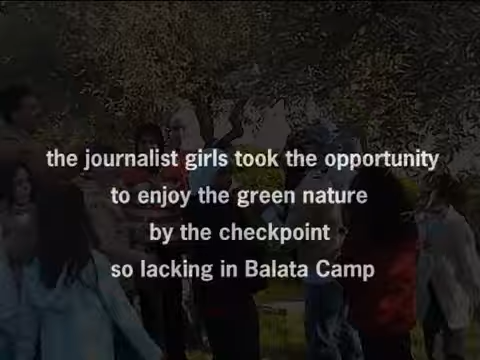 the journalist girls took the opportunity
to enjoy the green nature
by the checkpoint
so lacking in Balata Camp